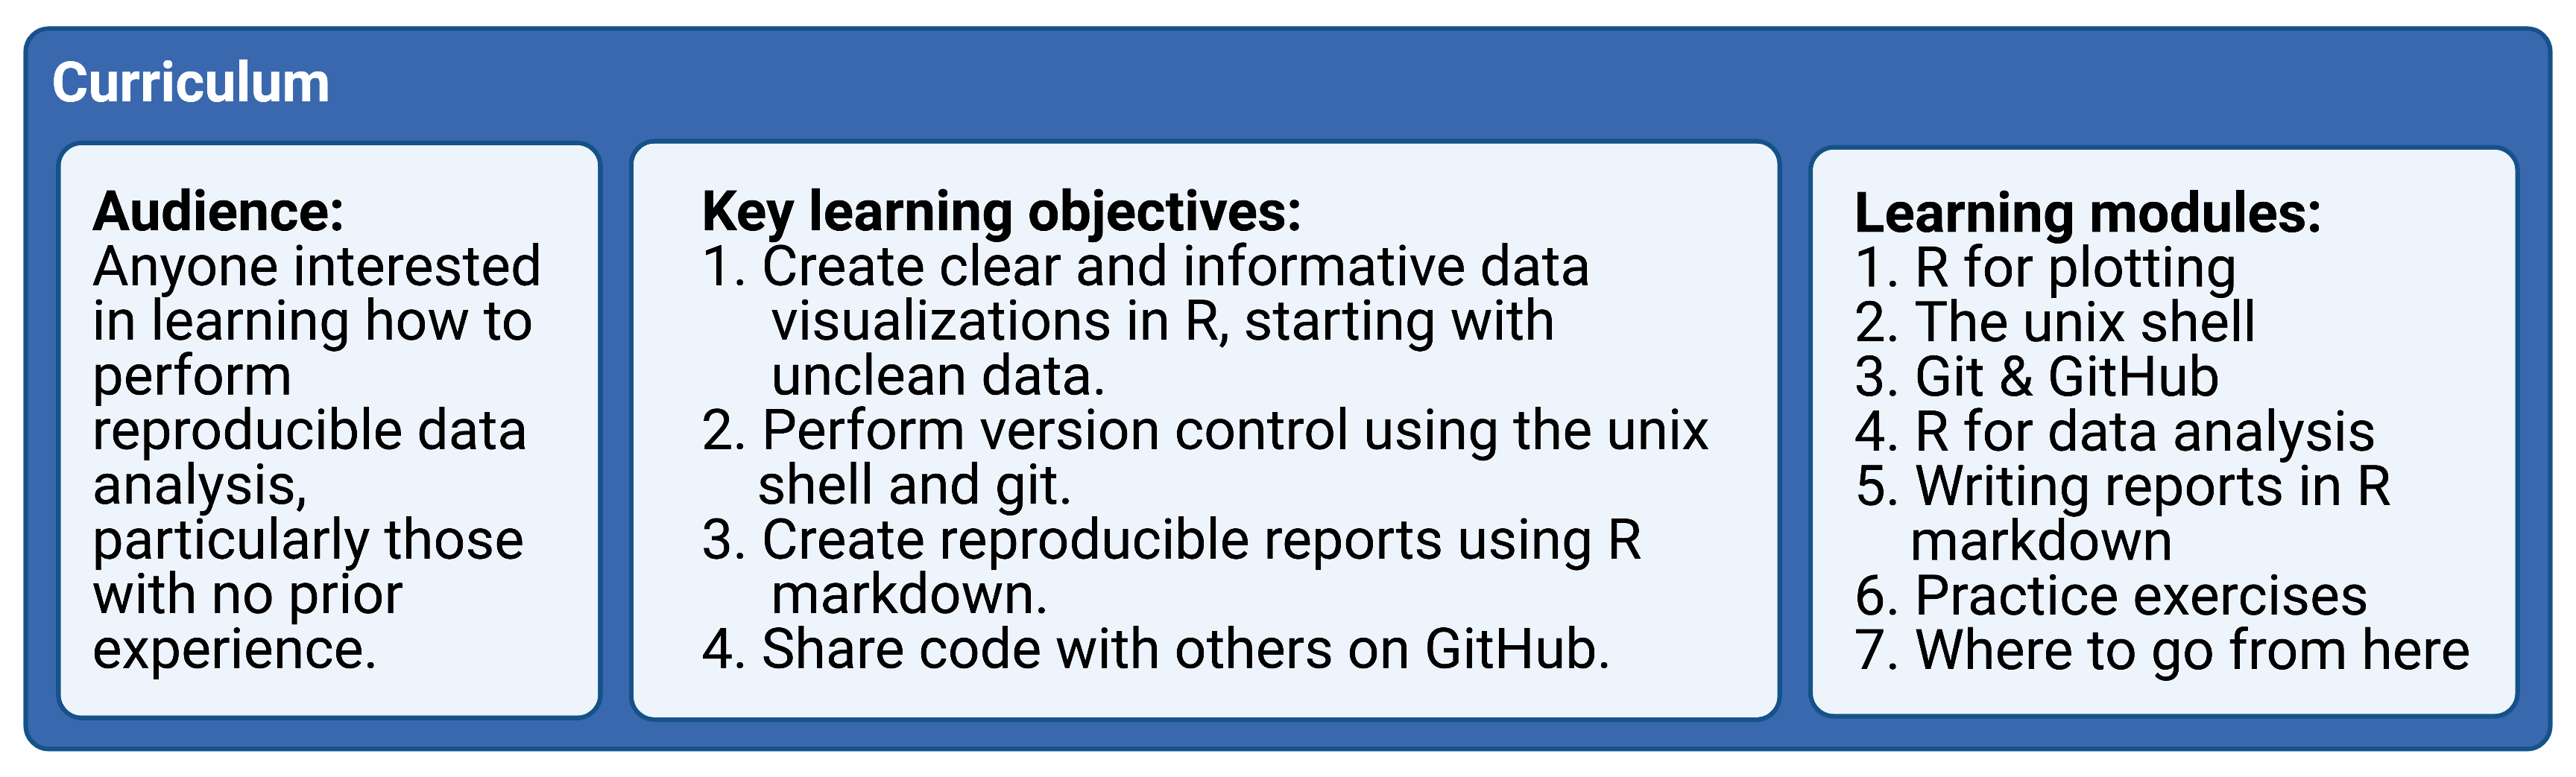 Curriculum
Audience:
Anyone interested
in learning how to
perform
reproducible data
analysis,
particularly those
with no prior
experience.
Key learning objectives:
1. Create clear and informative data
visualizations in R, starting with
unclean data.
2. Perform version control using the unix
shell and git.
3. Create reproducible reports using R
markdown.
4. Share code with others on GitHub.
Learning modules:
1. R for plotting
2. The unix shell
3. Git & GitHub
4. R for data analysis
5. Writing reports in R
markdown
6. Practice exercises
7. Where to go from here